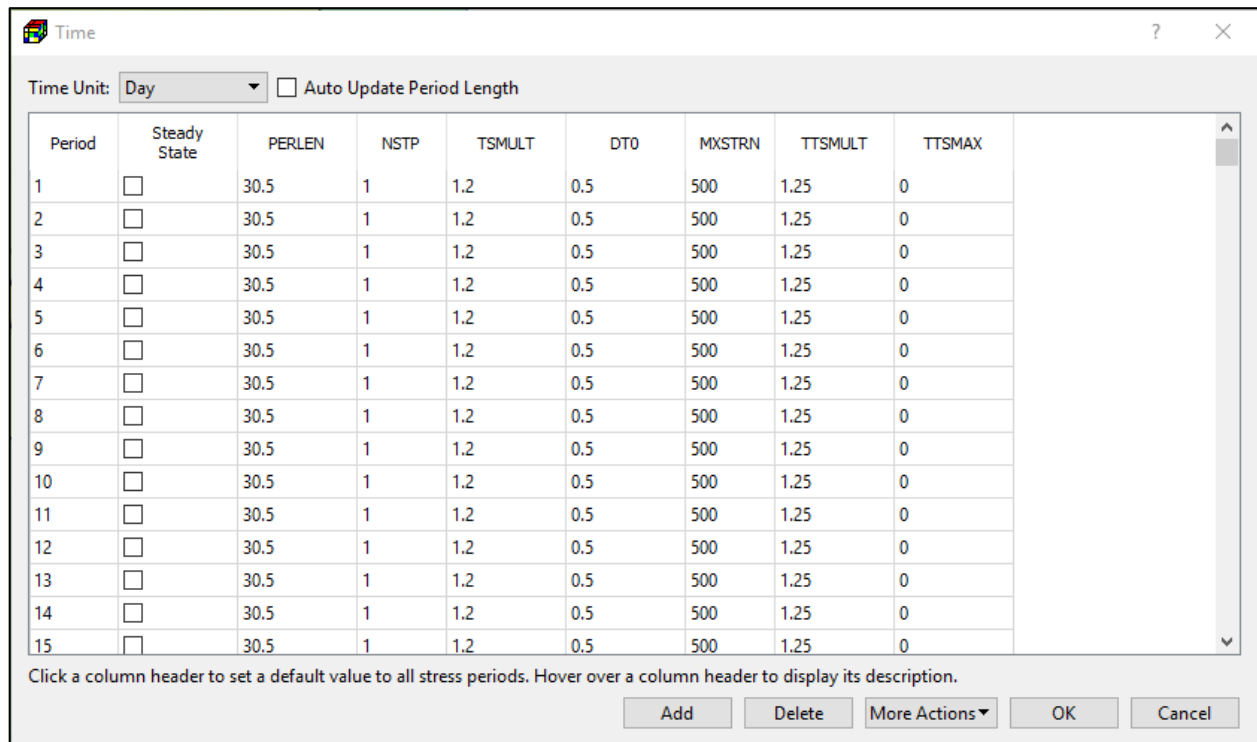 Time
Time Unit: Day Auto Update Period Length
Period Steady State PERLEN NSTP TSMULT DT0 MXSTRN TTSMULT TTSMAX
1 30.5 1 1.2 0.5 500 1.25 0
2 30.5 1 1.2 0.5 500 1.25 0
3 30.5 1 1.2 0.5 500 1.25 0
4 30.5 1 1.2 0.5 500 1.25 0
5 30.5 1 1.2 0.5 500 1.25 0
6 30.5 1 1.2 0.5 500 1.25 0
7 30.5 1 1.2 0.5 500 1.25 0
8 30.5 1 1.2 0.5 500 1.25 0
9 30.5 1 1.2 0.5 500 1.25 0
10 30.5 1 1.2 0.5 500 1.25 0
11 30.5 1 1.2 0.5 500 1.25 0
12 30.5 1 1.2 0.5 500 1.25 0
13 30.5 1 1.2 0.5 500 1.25 0
14 30.5 1 1.2 0.5 500 1.25 0
15 30.5 1 1.2 0.5 500 1.25 0
Click a column header to set a default value to all stress periods. Hover over a column header to display its description.
Add Delete More Actions OK Cancel